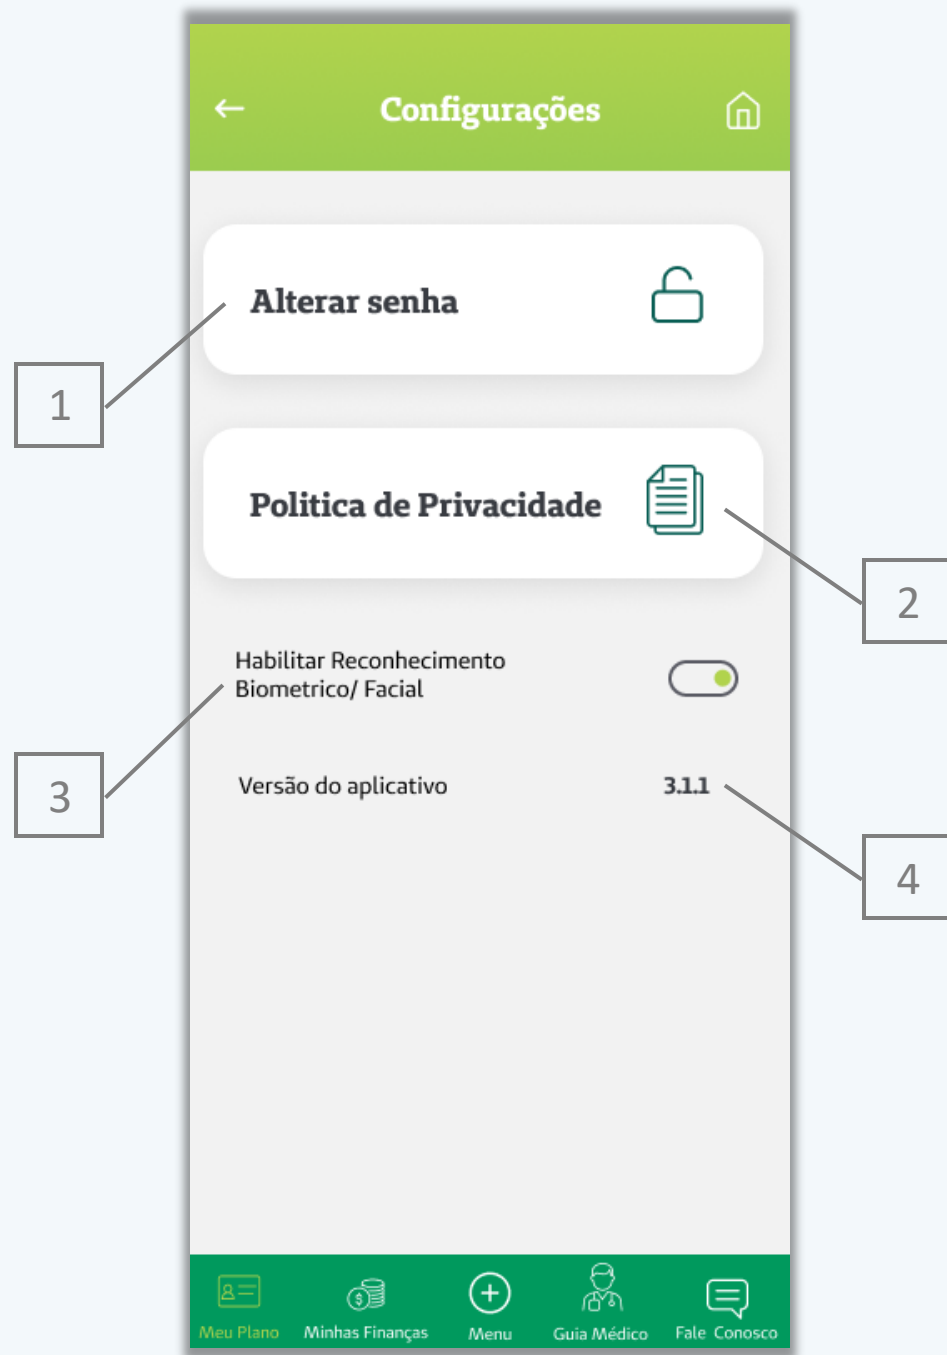 Configurações
Alterar senha
1
Politica de Privacidade
2
Habilitar Reconhecimento
Biometrico/ Facial
3
Versão do aplicativo 3.1.1
4
Meu Plano Minhas Finanças Menu Guia Médico Fale Conosco